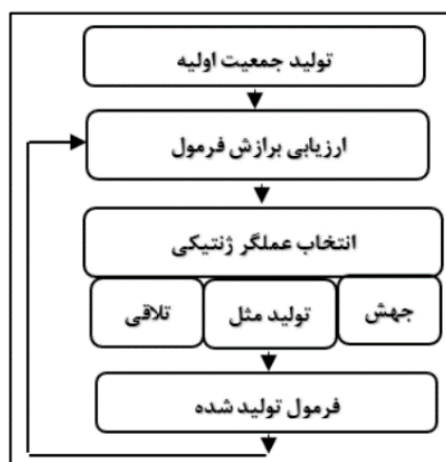 تولید جمعیت اولیه
ارزیابی برازش فرمول
انتخاب عملگر ژنتیکی
جهش
تولید مثل
تلاقی
فرمول تولید شده